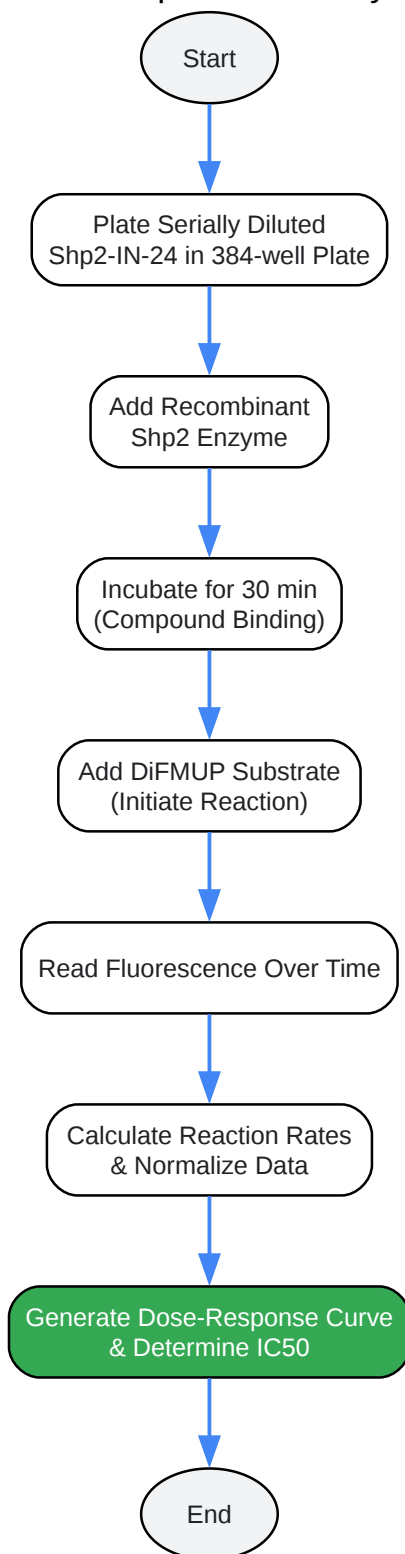 Start
Plate Serially Diluted
Shp2-IN-24 in 384-well Plate
Add Recombinant
Shp2 Enzyme
Incubate for 30 min
(Compound Binding)
Add DiFMUP Substrate
(Initiate Reaction)
Read Fluorescence Over Time
Calculate Reaction Rates
& Normalize Data
Generate Dose-Response Curve
& Determine IC50
End